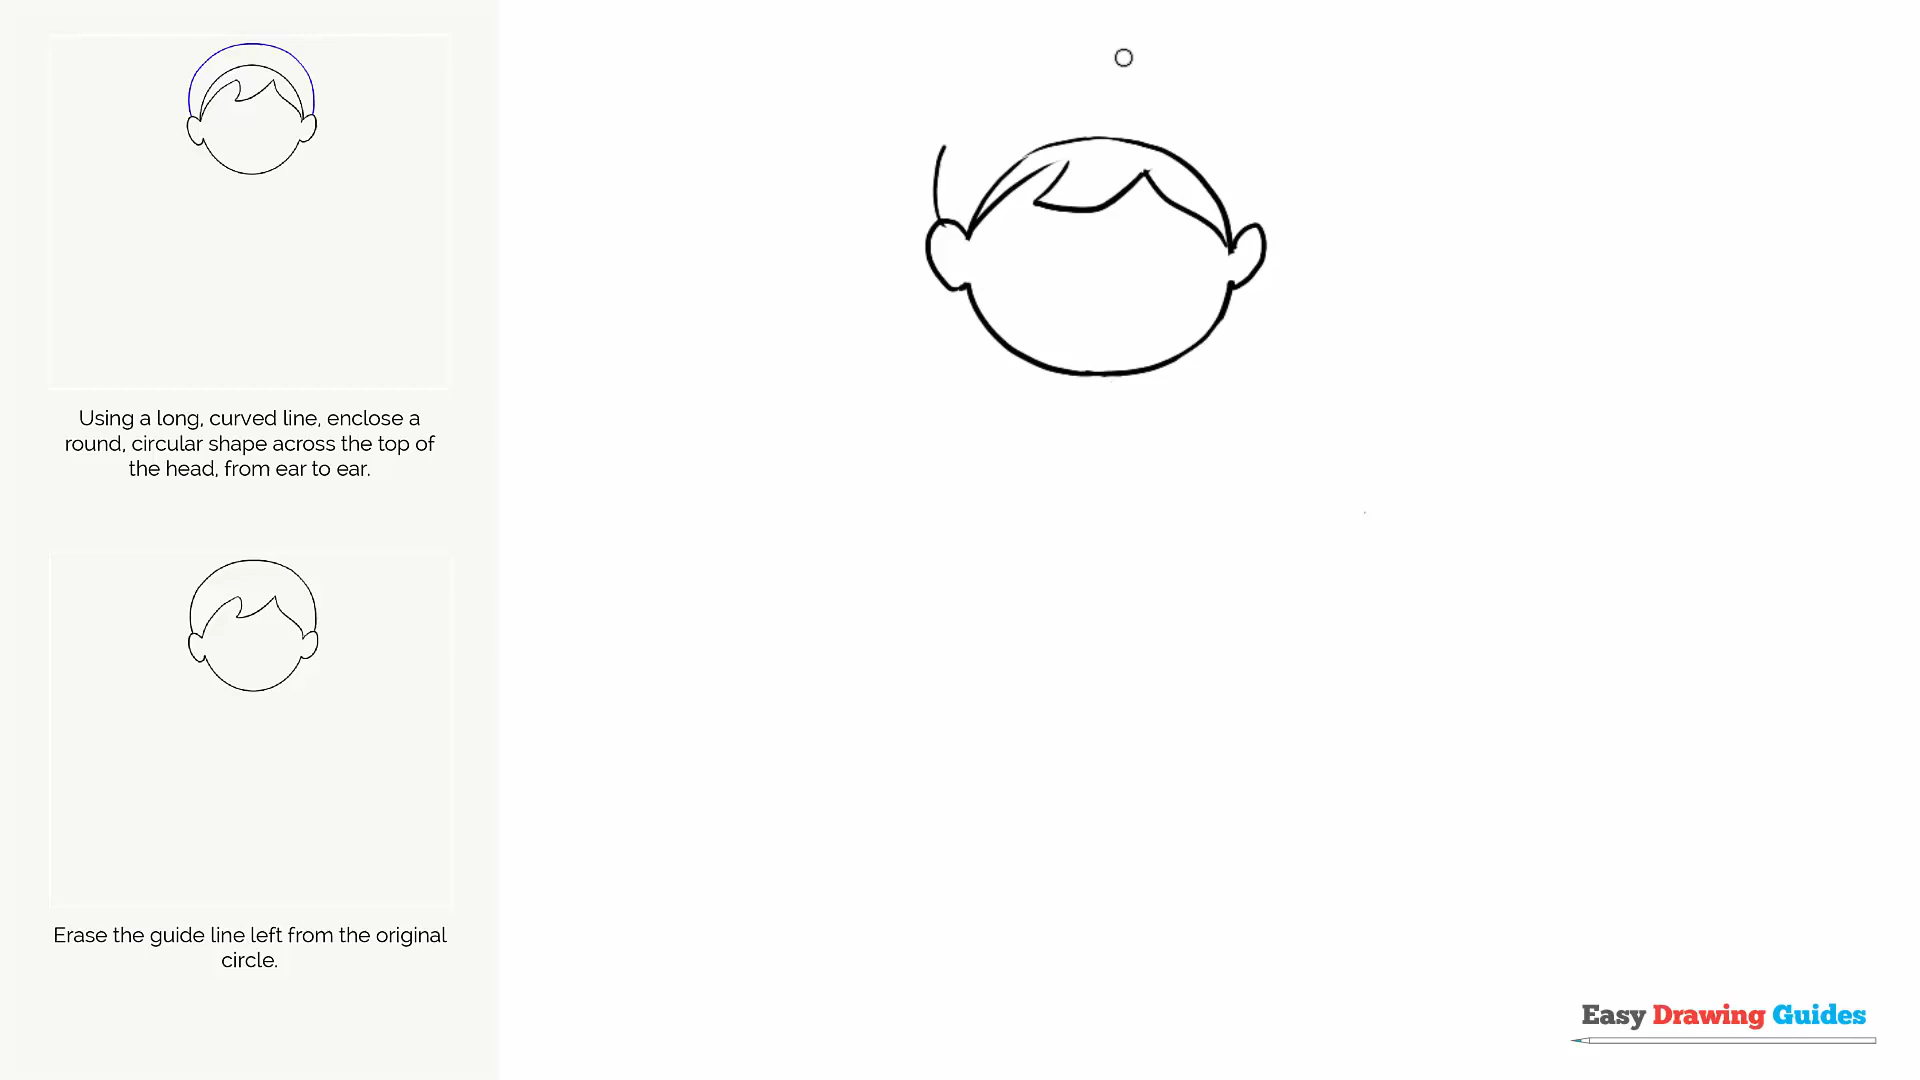 Using a long, curved line, enclose a
round, circular shape across the top of
the head, from ear to ear.
Erase the guide line left from the original
circle.
Easy Drawing Guides